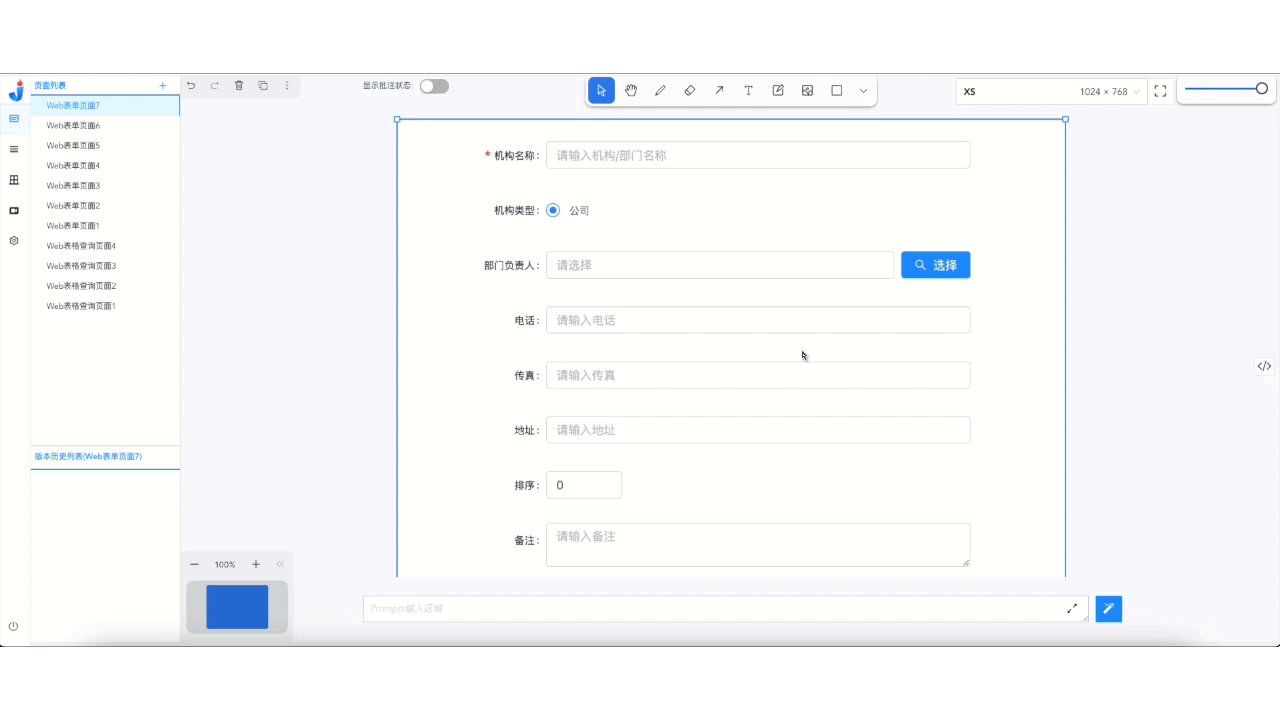 页面列表 +
Web表单页面7
Web表单页面6
Web表单页面5
Web表单页面4
Web表单页面3
Web表单页面2
Web表单页面1
Web表格查询页面4
Web表格查询页面3
Web表格查询页面2
Web表格查询页面1
版本历史列表(Web表单页面7)
显示批注状态:
T
XS 1024 × 768
* 机构名称: 请输入机构/部门名称
机构类型: 公司
部门负责人: 请选择 选择
电话: 请输入电话
传真: 请输入传真
地址: 请输入地址
排序: 0
备注: 请输入备注
</>
− 100% + «
Prompts输入区域